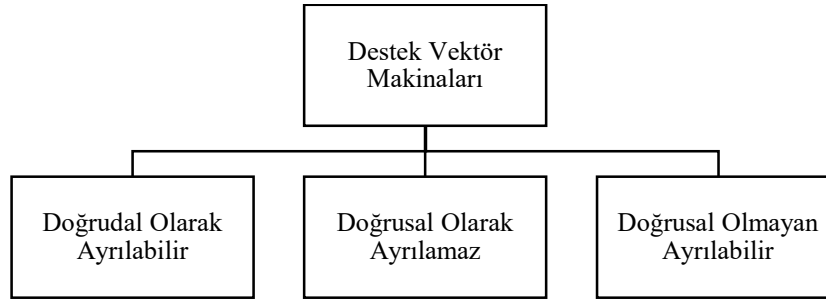 Destek Vektör
Makinaları
Doğrudal Olarak
Ayrılabilir
Doğrusal Olarak
Ayrılamaz
Doğrusal Olmayan
Ayrılabilir